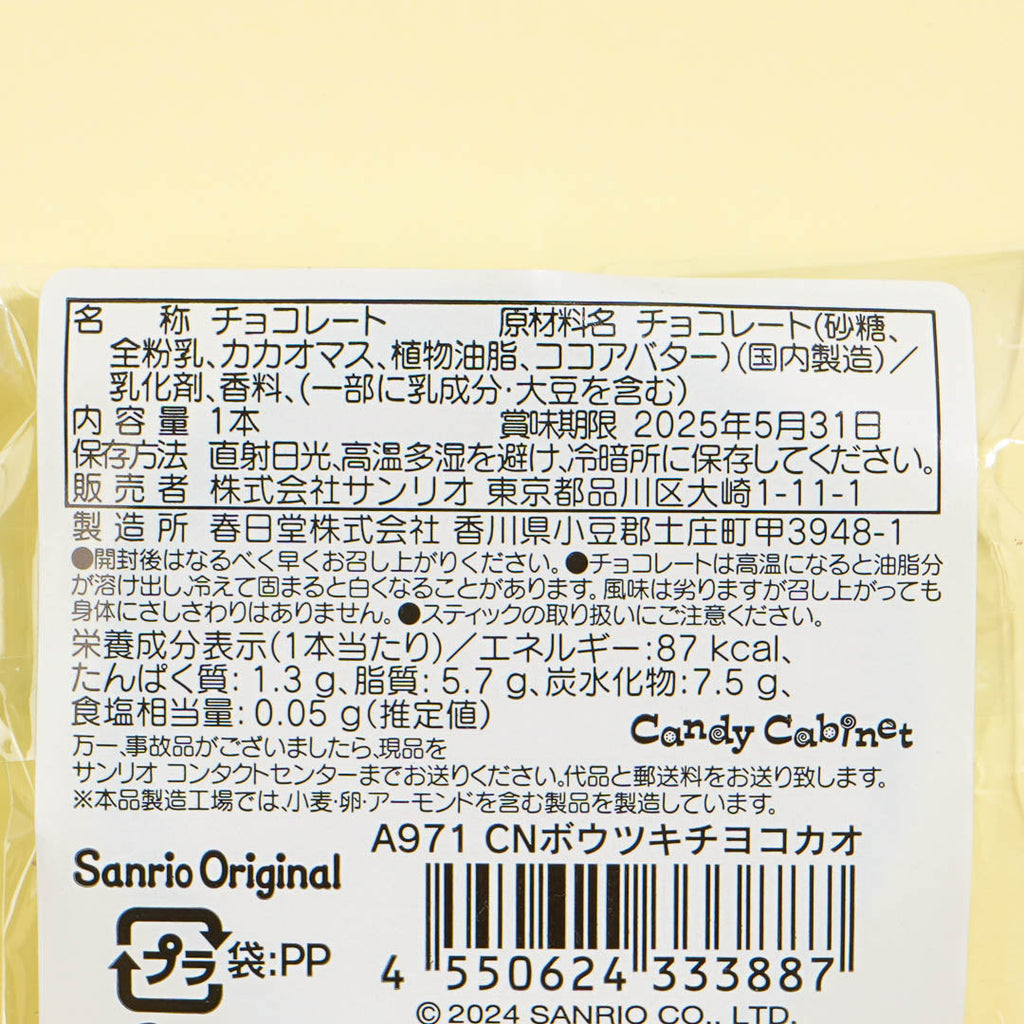 名 称 チョコレート 原材料名 チョコレート(砂糖、
全粉乳、カカオマス、植物油脂、ココアバター)(国内製造)／
乳化剤、香料、(一部に乳成分・大豆を含む)
内容量 1本 賞味期限 2025年5月31日
保存方法 直射日光、高温多湿を避け、冷暗所に保存してください。
販売者 株式会社サンリオ 東京都品川区大崎1-11-1
製造所 春日堂株式会社 香川県小豆郡土庄町甲3948-1
●開封後はなるべく早くお召し上がりください。●チョコレートは高温になると油脂分
が溶け出し、冷えて固まると白くなることがあります。風味は劣りますが召し上がっても
身体にさしさわりはありません。●スティックの取り扱いにご注意ください。
栄養成分表示(1本当たり)／エネルギー:87 kcal、
たんぱく質:1.3 g、脂質:5.7 g、炭水化物:7.5 g、
食塩相当量:0.05 g(推定値)
Candy Cabinet
万一、事故品がございましたら、現品を
サンリオ コンタクトセンターまでお送りください。代品と郵送料をお送り致します。
※本品製造工場では、小麦・卵・アーモンドを含む製品を製造しています。
A971 CNボウツキチヨコカオ
Sanrio Original
プラ 袋:PP
4 550624 333887
© 2024 SANRIO CO., LTD.